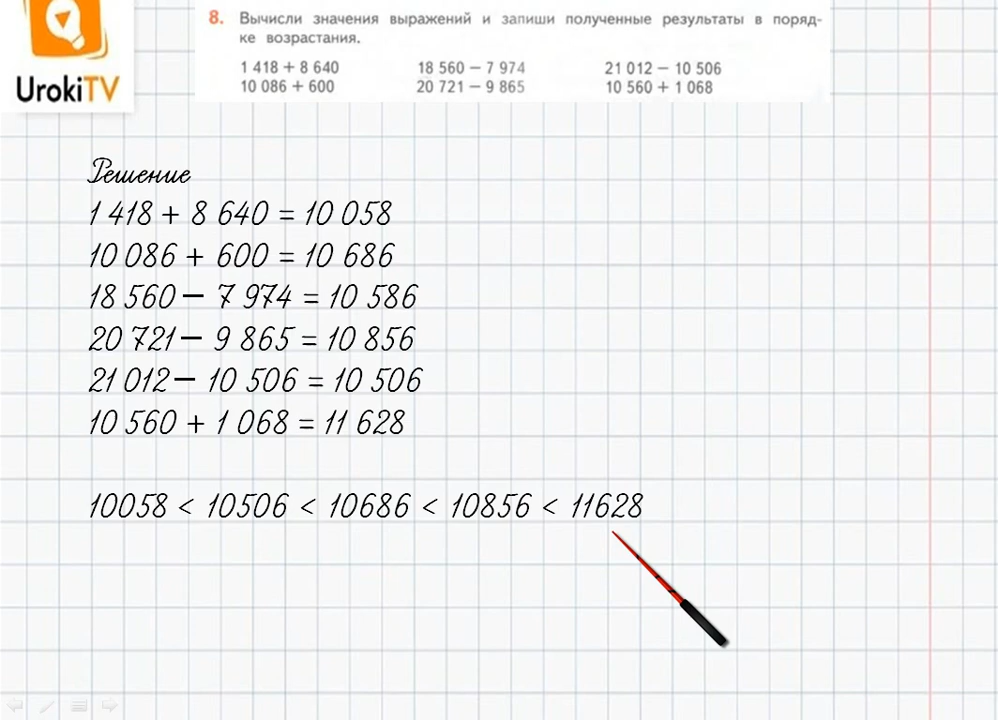 8. Вычисли значения выражений и запиши полученные результаты в поряд-
ке возрастания.
1 418 + 8 640 18 560 − 7 974 21 012 − 10 506
10 086 + 600 20 721 − 9 865 10 560 + 1 068
UrokiTV
Решение
1 418 + 8 640 = 10 058
10 086 + 600 = 10 686
18 560 − 7 974 = 10 586
20 721 − 9 865 = 10 856
21 012 − 10 506 = 10 506
10 560 + 1 068 = 11 628
10058 < 10506 < 10686 < 10856 < 11628